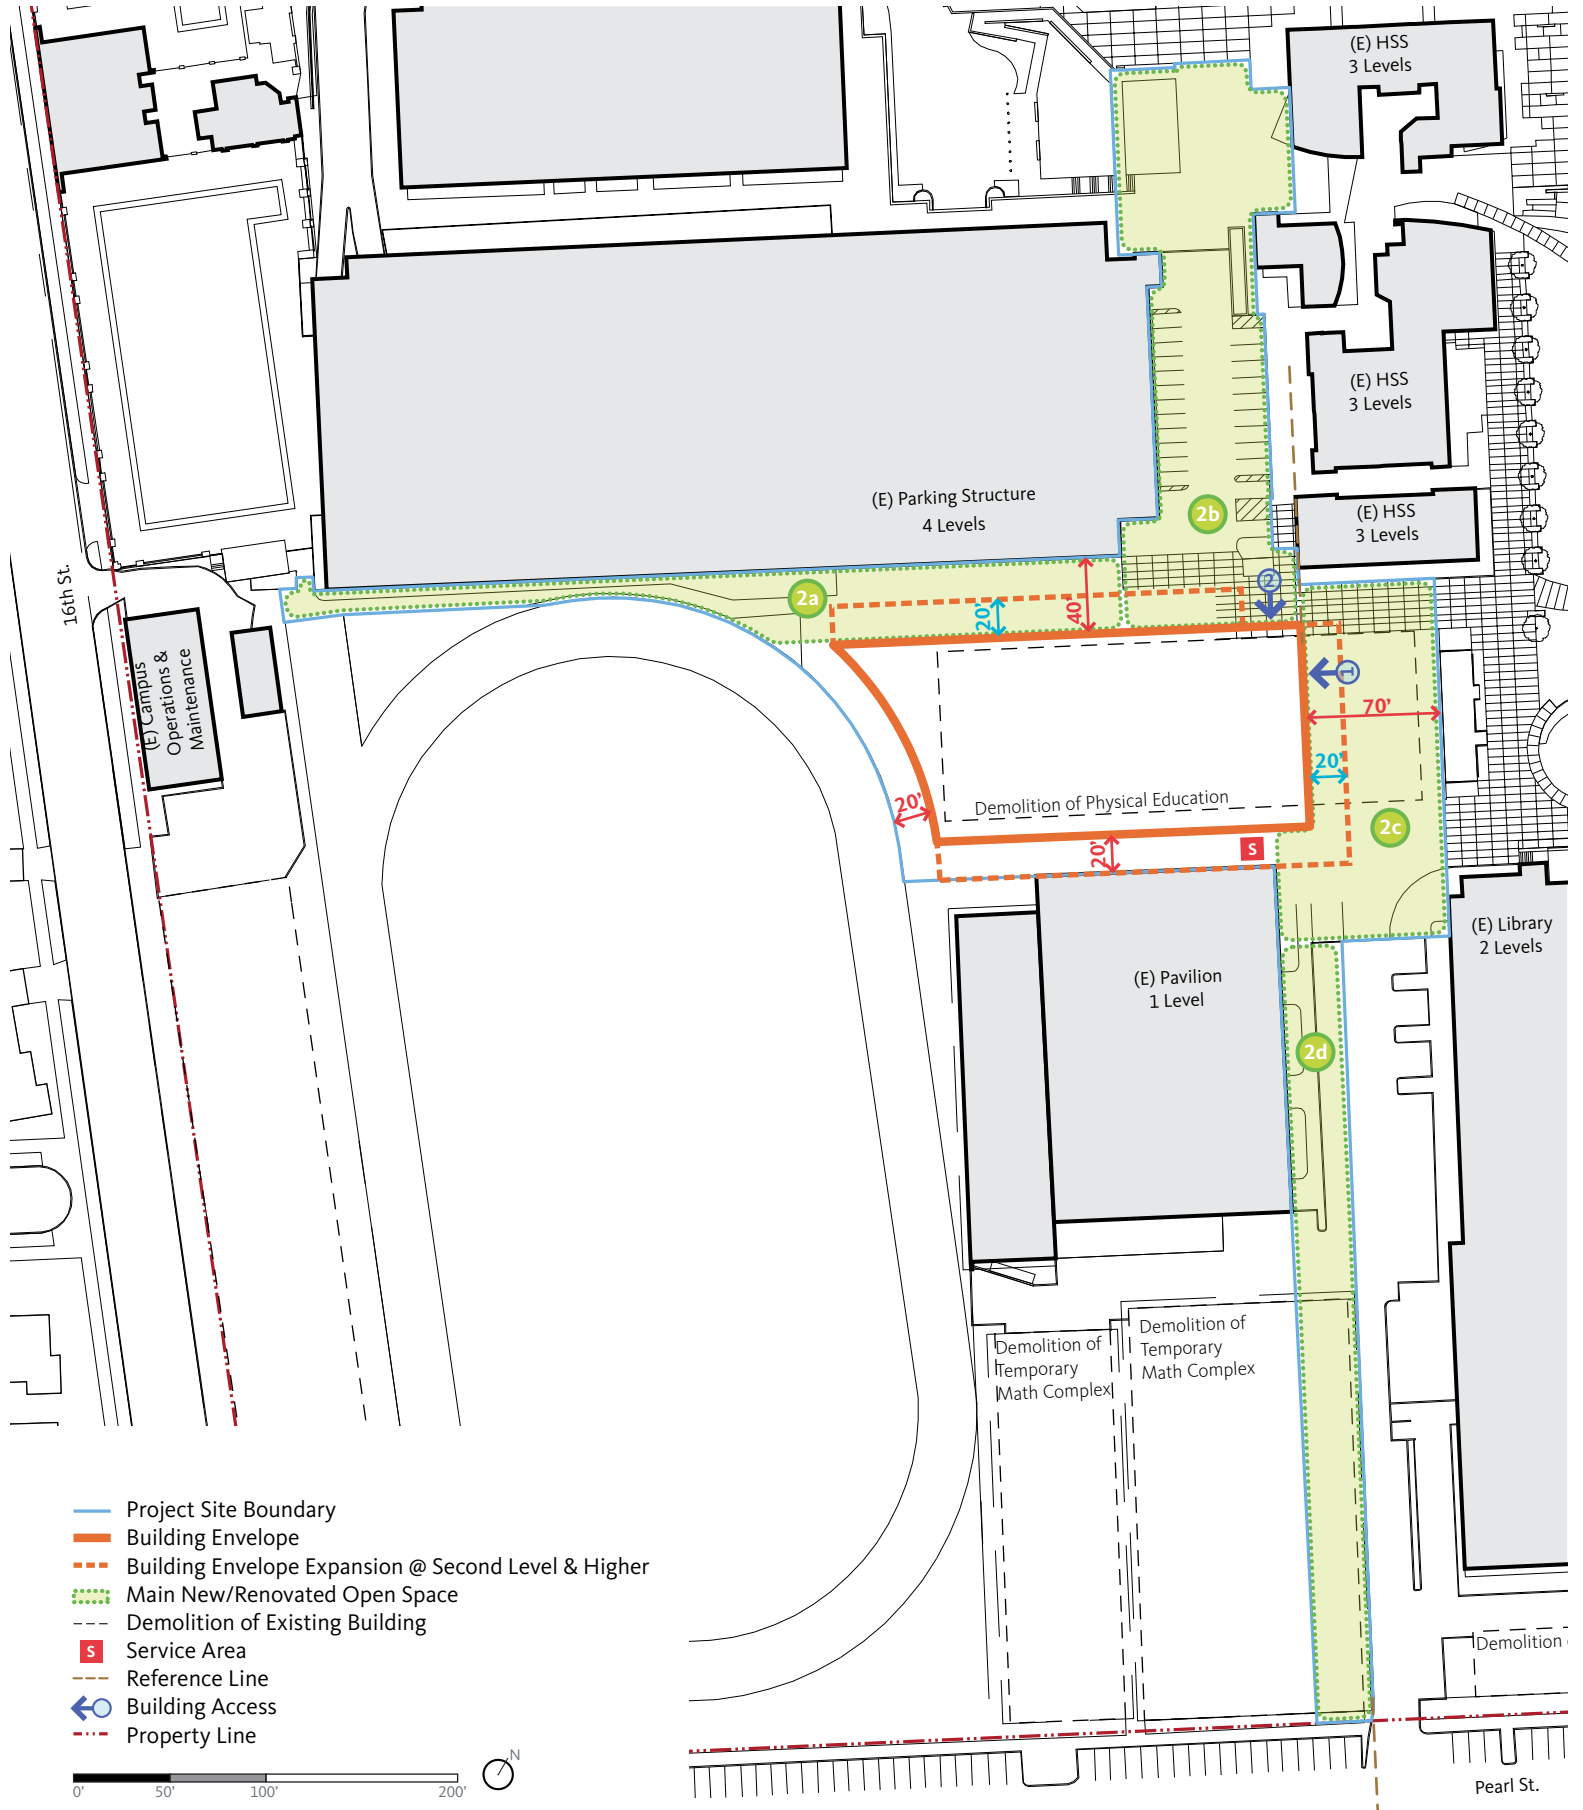 (E) HSS
3 Levels
(E) HSS
3 Levels
(E) Parking Structure
4 Levels
2b
(E) HSS
3 Levels
16th St.
2a
20'
40'
2
1
70'
20'
(E) Campus
Operations &
Maintenance
20'
Demolition of Physical Education
2c
20'
S
(E) Library
2 Levels
(E) Pavilion
1 Level
2d
Demolition of
Temporary
Math Complex
Demolition of
Temporary
Math Complex
Project Site Boundary
Building Envelope
Building Envelope Expansion @ Second Level & Higher
Main New/Renovated Open Space
Demolition of Existing Building
S Service Area
Reference Line
Building Access
Property Line
Demolition
N
0' 50' 100' 200'
Pearl St.